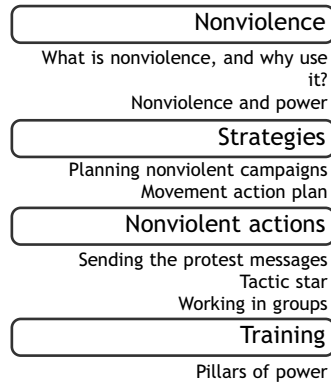 Nonviolence
What is nonviolence, and why use
it?
Nonviolence and power
Strategies
Planning nonviolent campaigns
Movement action plan
Nonviolent actions
Sending the protest messages
Tactic star
Working in groups
Training
Pillars of power